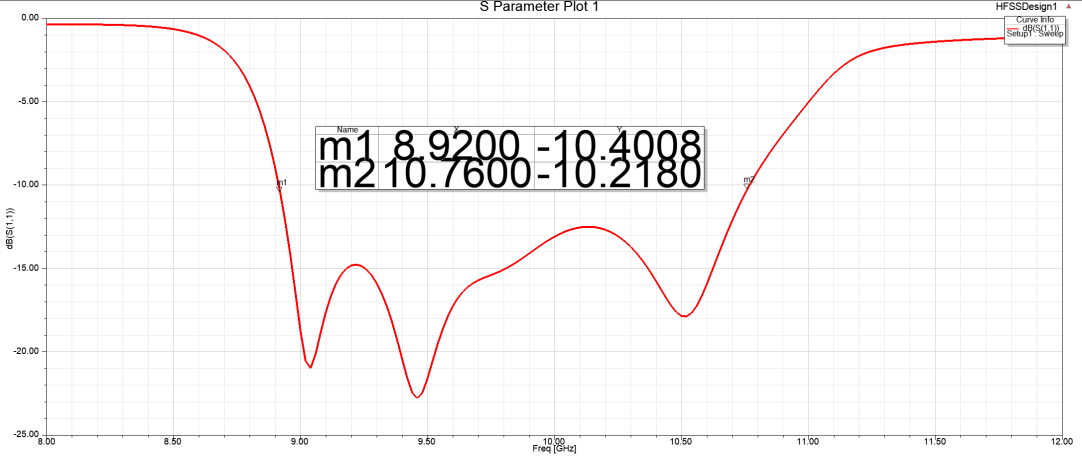 S Parameter Plot 1
HFSSDesign1
Curve Info
dB(S(1,1))
Setup1 : Sweep
0.00
-5.00
-10.00
-15.00
-20.00
-25.00
dB(S(1,1))
Name X Y
m1 8.9200 -10.4008
m2 10.7600 -10.2180
m1
m2
8.00 8.50 9.00 9.50 10.00 10.50 11.00 11.50 12.00
Freq [GHz]